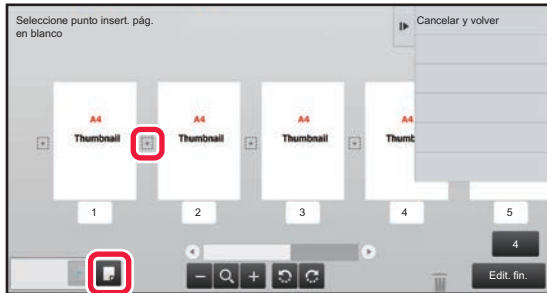 Seleccione punto insert. pág.
en blanco
Cancelar y volver
A4
Thumbnail
A4
Thumbnail
A4
Thumbnail
A4
1
2
3
4
5
4
Edit. fin.